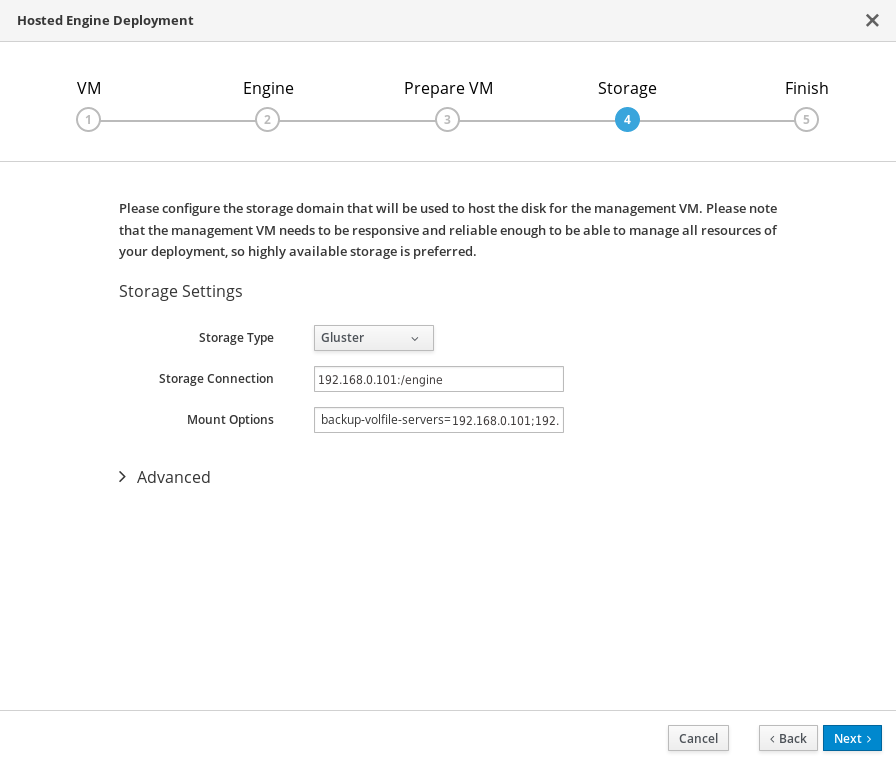 Hosted Engine Deployment
VM Engine Prepare VM Storage Finish
1 2 3 4 5
Please configure the storage domain that will be used to host the disk for the management VM. Please note
that the management VM needs to be responsive and reliable enough to be able to manage all resources of
your deployment, so highly available storage is preferred.
Storage Settings
Storage Type Gluster
Storage Connection 192.168.0.101:/engine
Mount Options backup-volfile-servers=192.168.0.101;192.
Advanced
Cancel Back Next